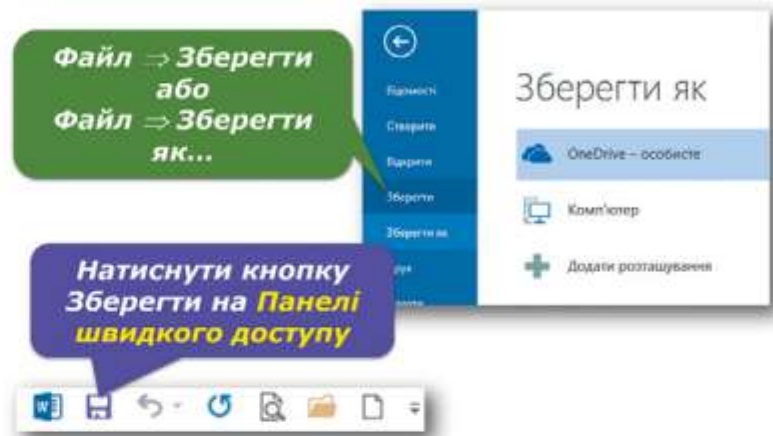 Файл ⇒ Зберегти
або
Файл ⇒ Зберегти
як...
Зберегти як
Відомості
Створити
Відкрити
Зберегти
Зберегти як
OneDrive – особисте
Комп'ютер
Додати розташування
Натиснути кнопку
Зберегти на Панелі
швидкого доступу